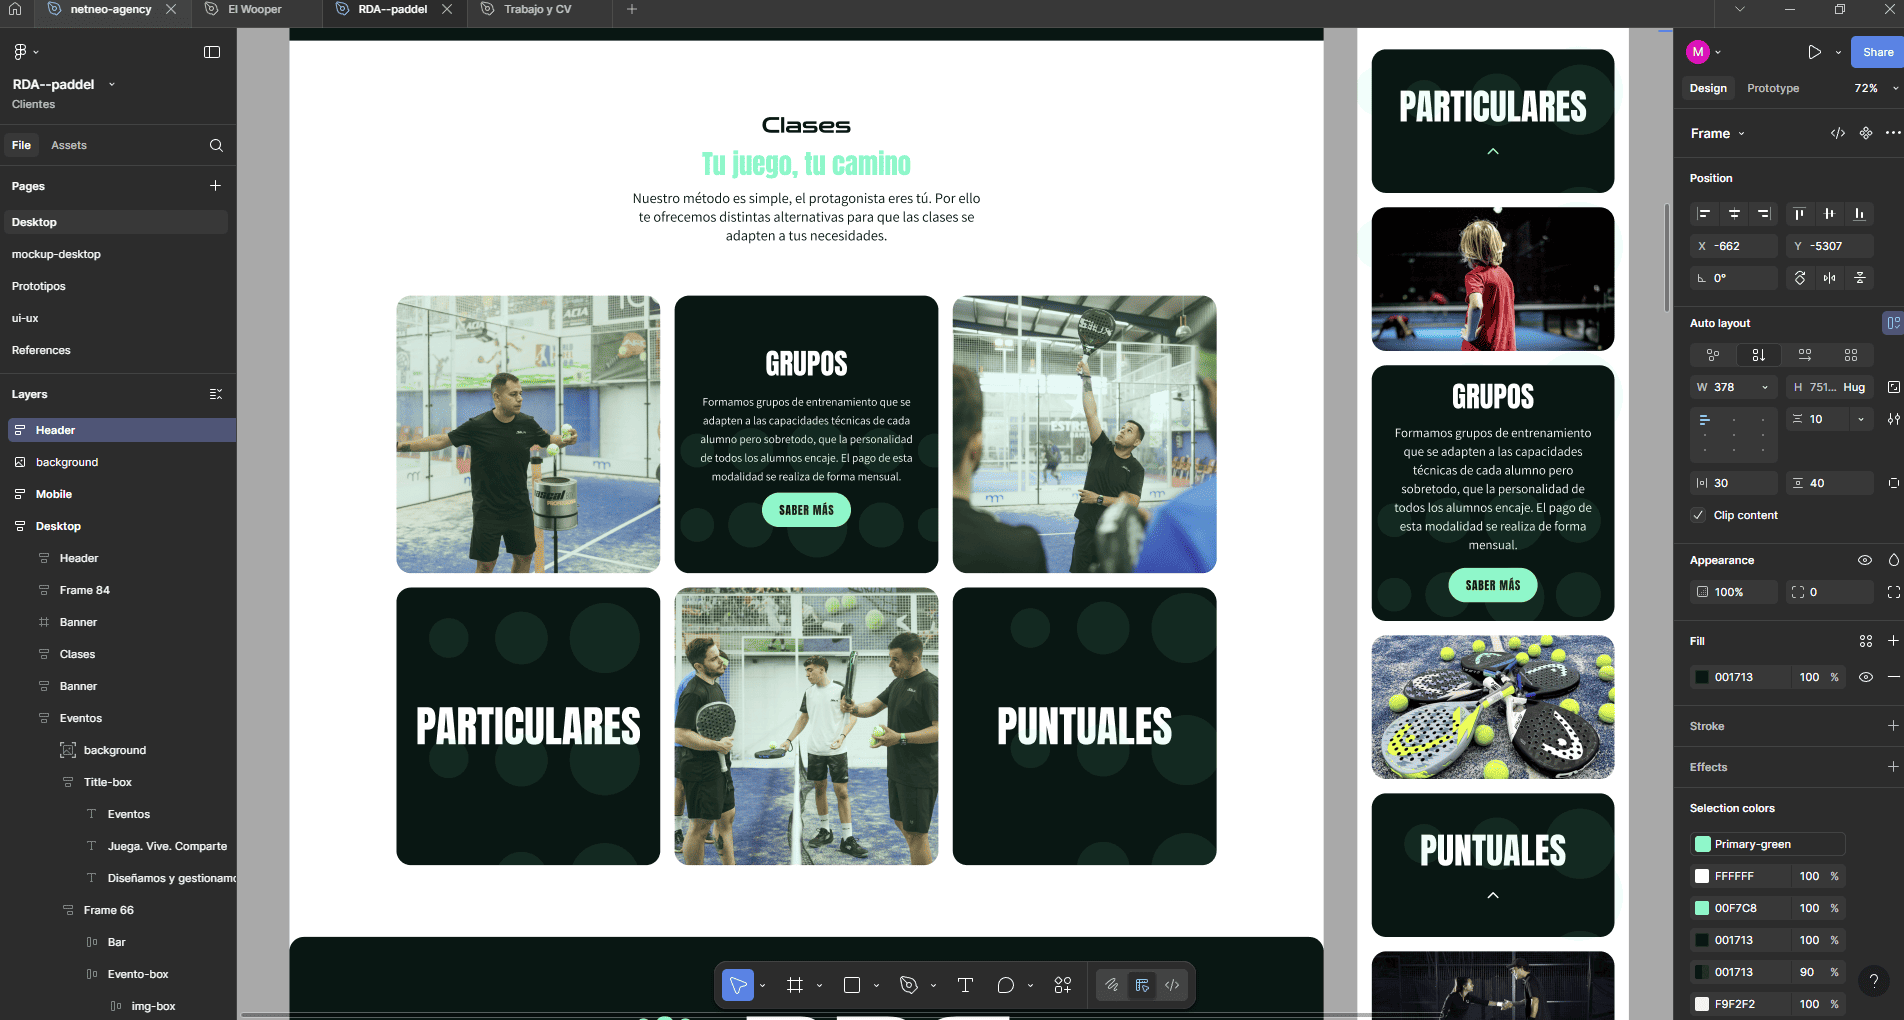 netneo-agency
El Wooper
RDA--paddel
Trabajo y CV
RDA--paddel
Clientes
File
Assets
Pages
Desktop
mockup-desktop
Prototipos
ui-ux
References
Layers
Header
background
Mobile
Desktop
Header
Frame 84
Banner
Clases
Banner
Eventos
background
Title-box
Eventos
Juega. Vive. Comparte
Diseñamos y gestionamo
Frame 66
Bar
Evento-box
img-box
Clases
Tu juego, tu camino
Nuestro método es simple, el protagonista eres tú. Por ello
te ofrecemos distintas alternativas para que las clases se
adapten a tus necesidades.
GRUPOS
Formamos grupos de entrenamiento que se
adapten a las capacidades técnicas de cada
alumno pero sobretodo, que la personalidad
de todos los alumnos encaje. El pago de esta
modalidad se realiza de forma mensual.
SABER MÁS
PARTICULARES
PUNTUALES
PARTICULARES
GRUPOS
Formamos grupos de entrenamiento
que se adapten a las capacidades
técnicas de cada alumno pero
sobretodo, que la personalidad de
todos los alumnos encaje. El pago de
esta modalidad se realiza de forma
mensual.
SABER MÁS
PUNTUALES
M
Share
Design
Prototype
72%
Frame
Position
X -662
Y -5307
0°
Auto layout
W 378
H 751... Hug
10
30
40
Clip content
Appearance
100%
0
Fill
001713 100 %
Stroke
Effects
Selection colors
Primary-green
FFFFFF 100 %
00F7C8 100 %
001713 100 %
001713 90 %
F9F2F2 100 %
?